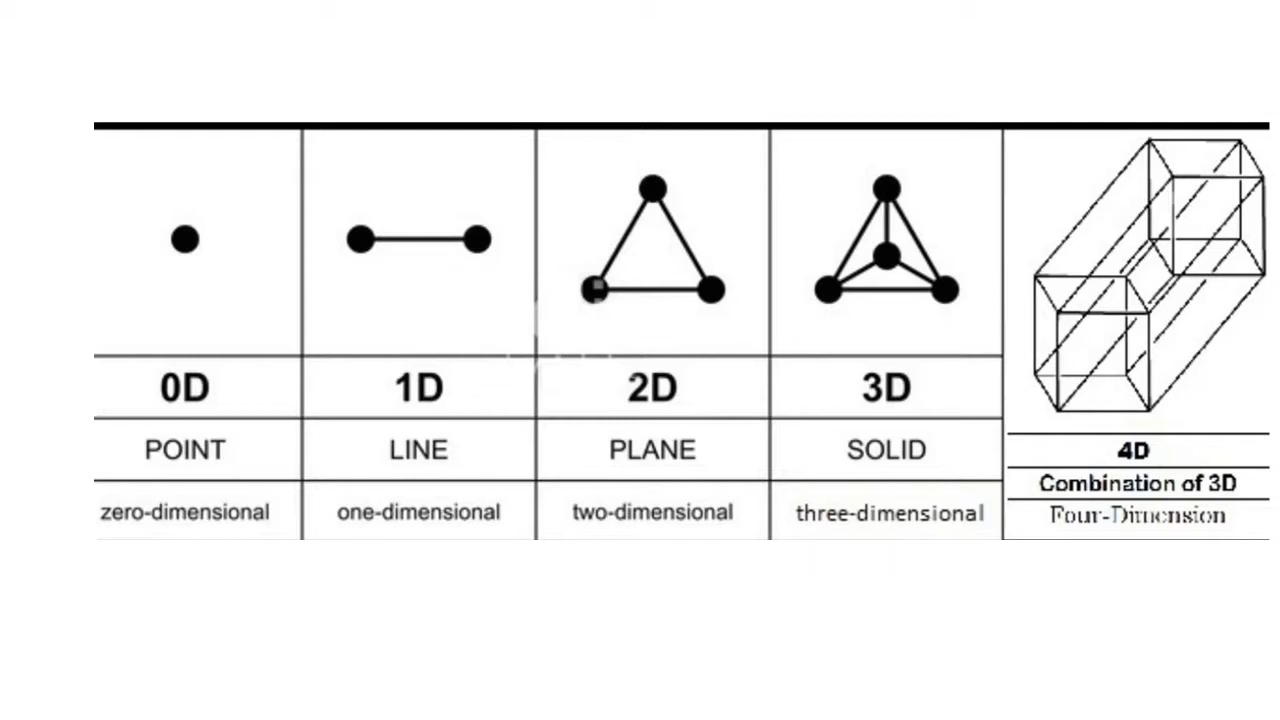 0D
1D
2D
3D
4D
POINT
LINE
PLANE
SOLID
Combination of 3D
zero-dimensional
one-dimensional
two-dimensional
three-dimensional
Four-Dimension